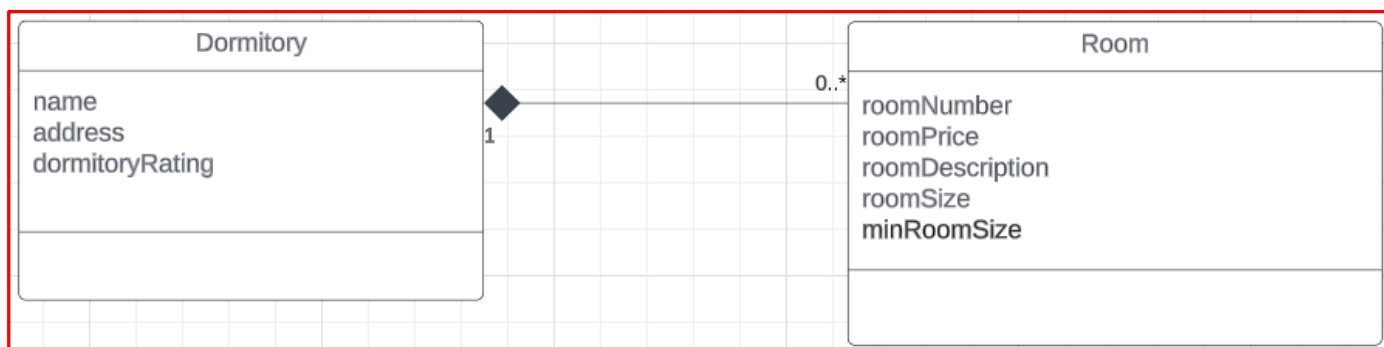 Dormitory
name
address
dormitoryRating
1
0..*
Room
roomNumber
roomPrice
roomDescription
roomSize
minRoomSize